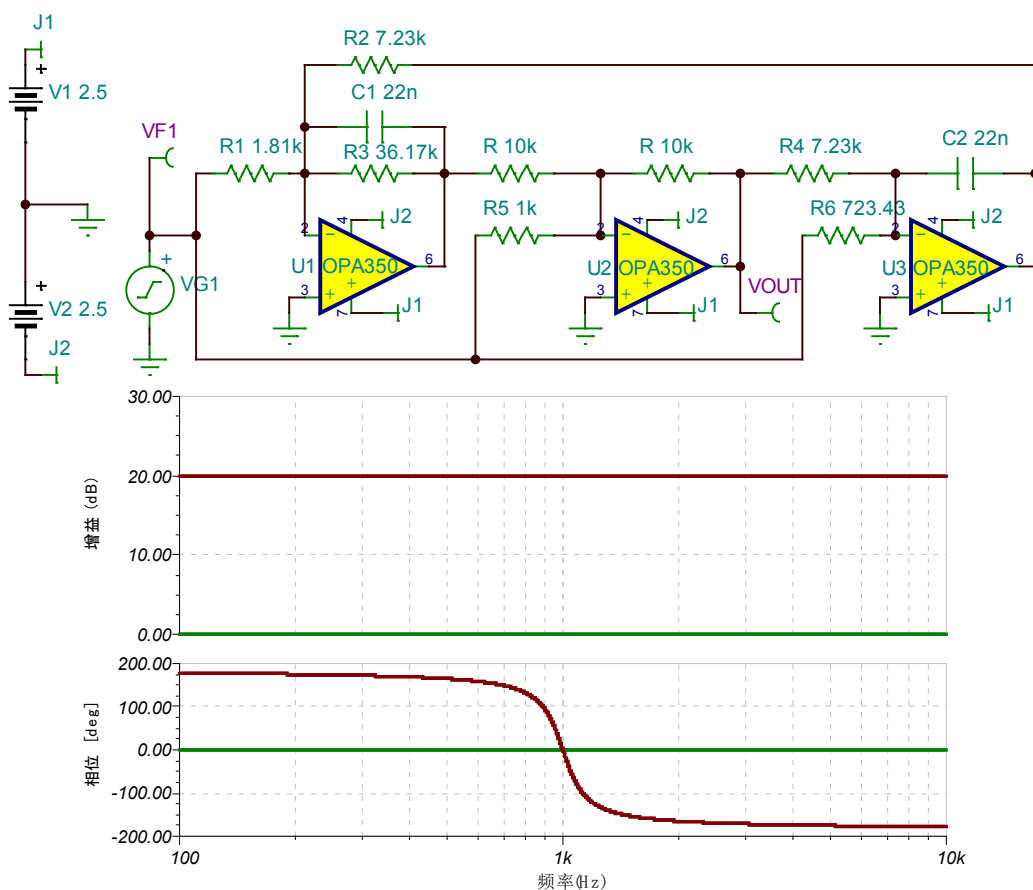 J1
V1 2.5
V2 2.5
J2
VF1
VG1
R2 7.23k
C1 22n
R1 1.81k
R3 36.17k
R 10k
R 10k
R4 7.23k
C2 22n
R5 1k
R6 723.43
J2
J2
J2
2
4
6
3
7
U1
OPA350
J1
2
4
6
3
7
U2
OPA350
J1
VOUT
2
4
6
3
7
U3
OPA350
J1
增益 (dB)
30.00
20.00
10.00
0.00
相位 [deg]
200.00
100.00
0.00
-100.00
-200.00
100
1k
10k
频率(Hz)